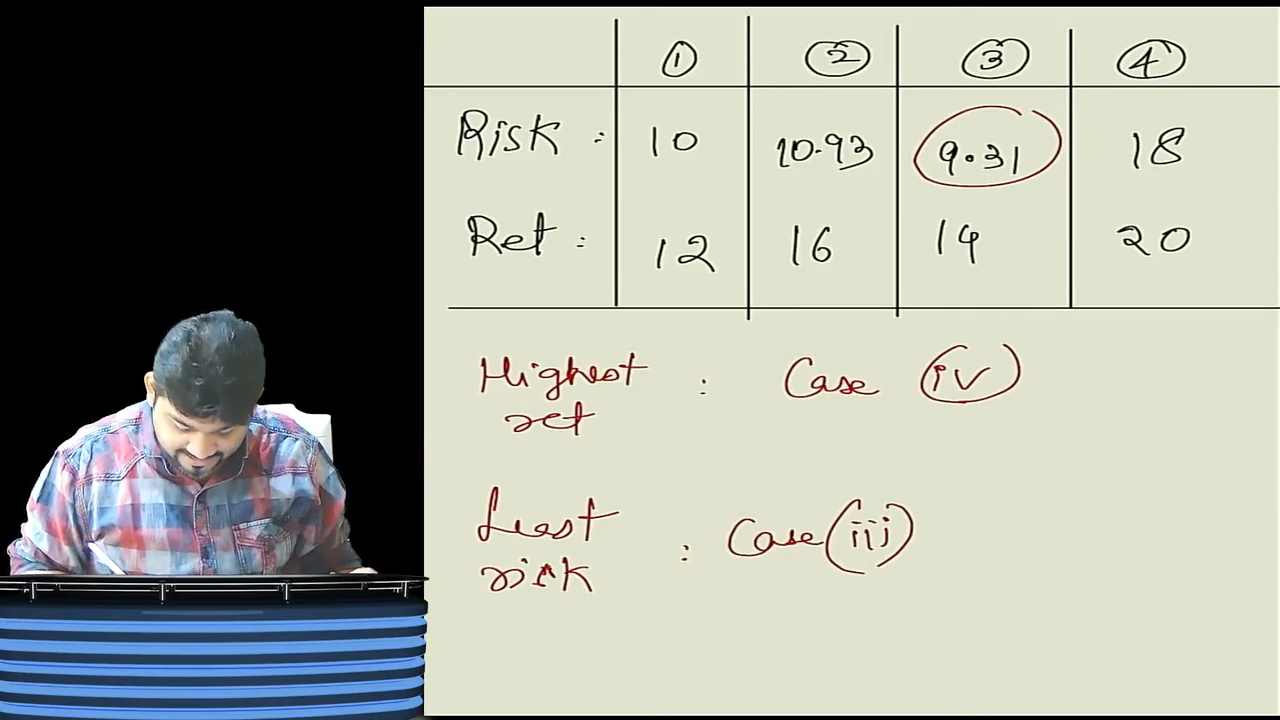 ① ② ③ ④
Risk : 10 10.93 9.31 18
Ret : 12 16 14 20
Highest ret : Case (iv)
Least risk : Case (iii)